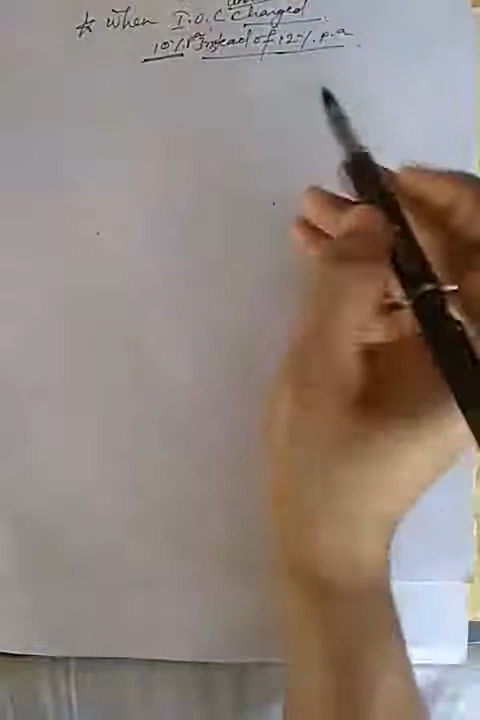 * When I.O.C Charged
10% P.a instead of 12% p.a